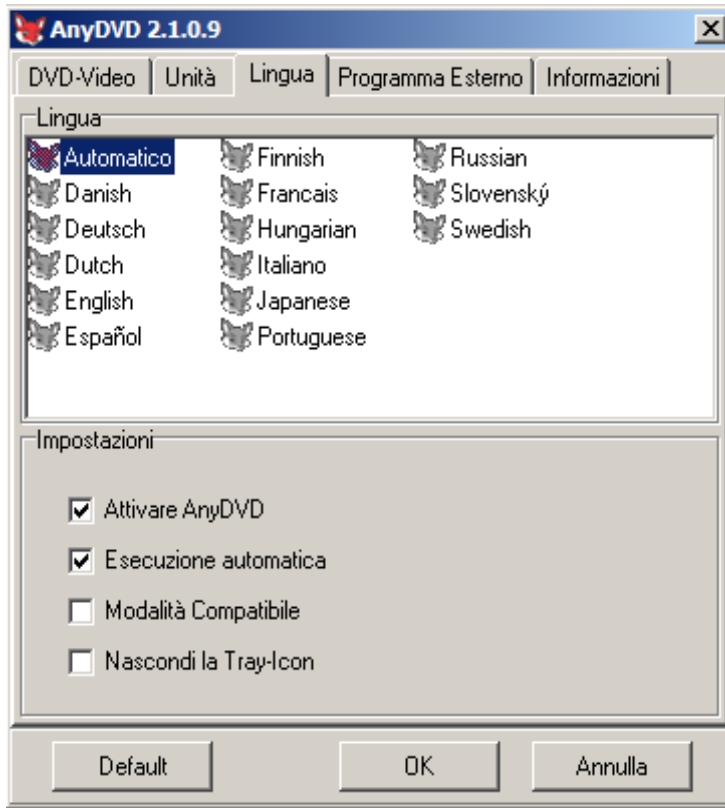 AnyDVD 2.1.0.9
DVD-Video Unità Lingua Programma Esterno Informazioni
Lingua
Automatico Finnish Russian
Danish Francais Slovenský
Deutsch Hungarian Swedish
Dutch Italiano
English Japanese
Español Portuguese
Impostazioni
Attivare AnyDVD
Esecuzione automatica
Modalità Compatibile
Nascondi la Tray-Icon
Default OK Annulla